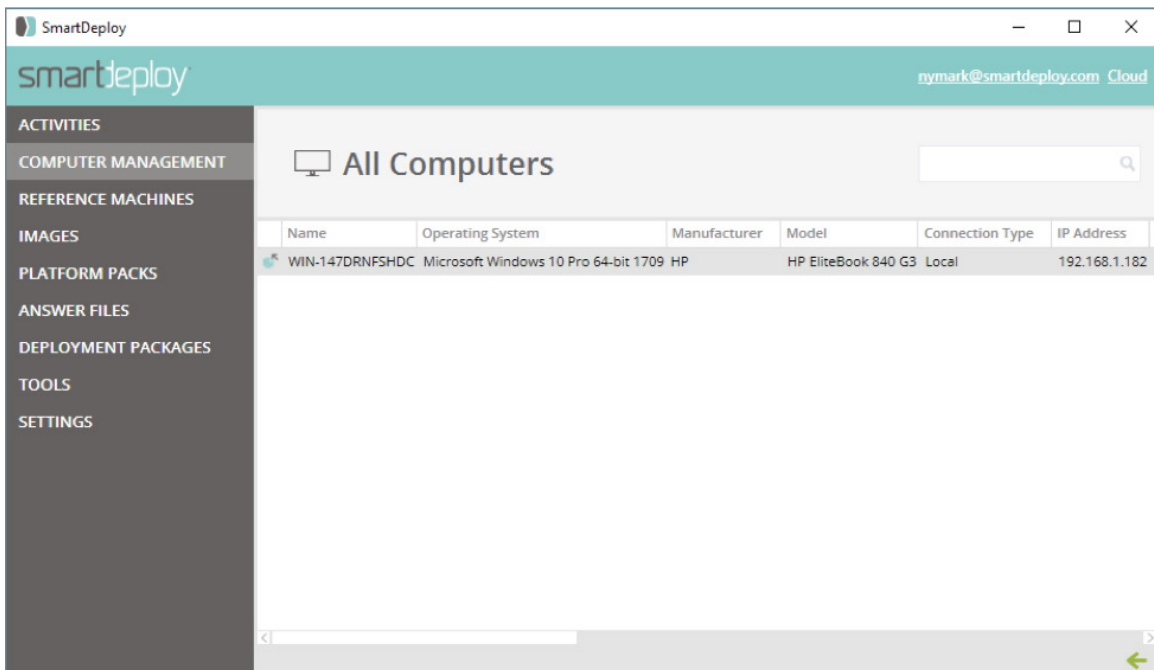 SmartDeploy
smartdeploy
nymark@smartdeploy.com Cloud
ACTIVITIES
COMPUTER MANAGEMENT
REFERENCE MACHINES
IMAGES
PLATFORM PACKS
ANSWER FILES
DEPLOYMENT PACKAGES
TOOLS
SETTINGS
All Computers
Name Operating System Manufacturer Model Connection Type IP Address
WIN-147DRNFSHDC Microsoft Windows 10 Pro 64-bit 1709 HP HP EliteBook 840 G3 Local 192.168.1.182